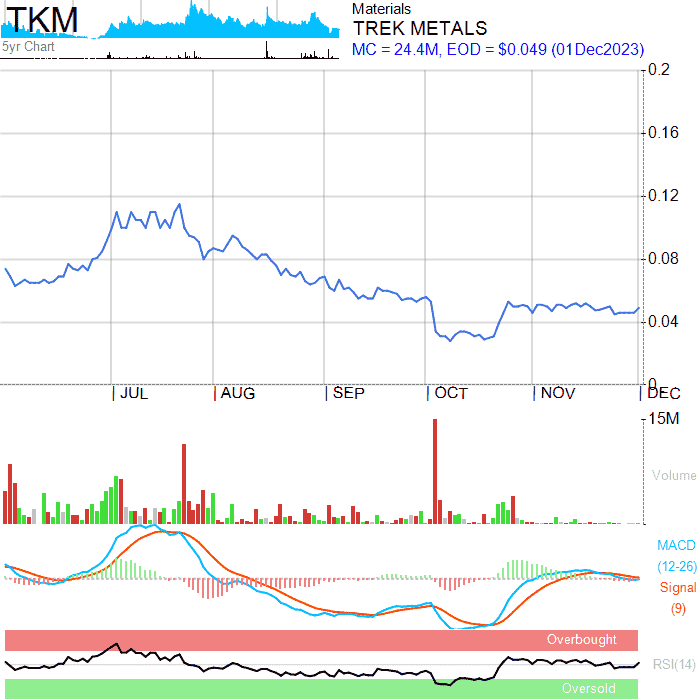 TKM
5yr Chart
Materials
TREK METALS
MC = 24.4M, EOD = $0.049 (01Dec2023)
0.2
0.16
0.12
0.08
0.04
0
JUL AUG SEP OCT NOV DEC
15M
Volume
MACD
(12-26)
Signal
(9)
Overbought
RSI(14)
Oversold